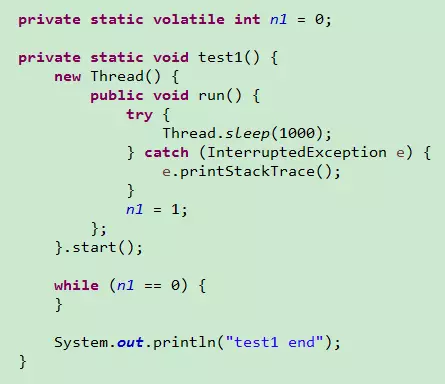 private static volatile int n1 = 0;
private static void test1() {
    new Thread() {
        public void run() {
            try {
                Thread.sleep(1000);
            } catch (InterruptedException e) {
                e.printStackTrace();
            }
            n1 = 1;
        };
    }.start();
    while (n1 == 0) {
    }
    System.out.println("test1 end");
}